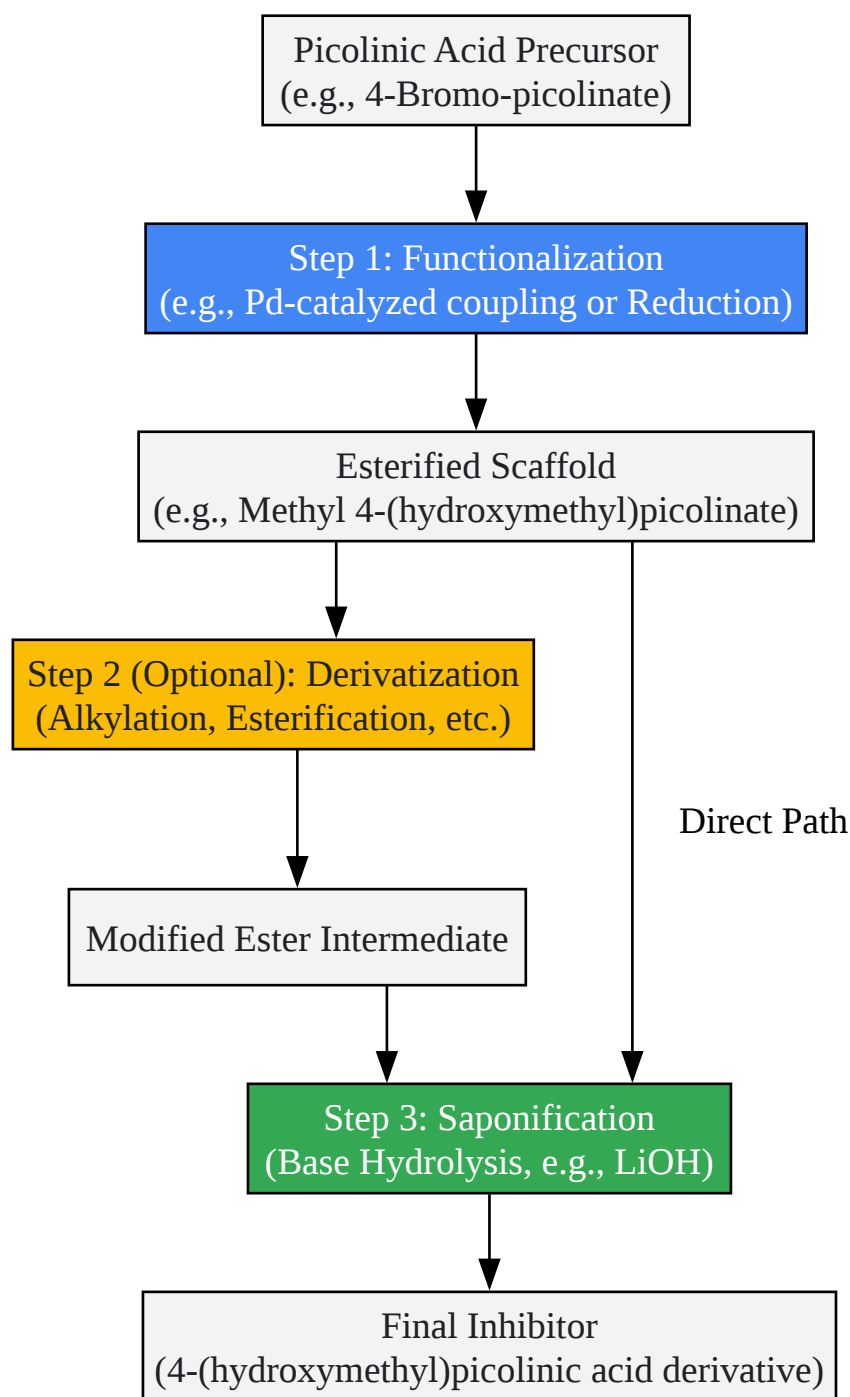 Picolinic Acid Precursor
(e.g., 4-Bromo-picolinate)
Step 1: Functionalization
(e.g., Pd-catalyzed coupling or Reduction)
Esterified Scaffold
(e.g., Methyl 4-(hydroxymethyl)picolinate)
Step 2 (Optional): Derivatization
(Alkylation, Esterification, etc.)
Direct Path
Modified Ester Intermediate
Step 3: Saponification
(Base Hydrolysis, e.g., LiOH)
Final Inhibitor
(4-(hydroxymethyl)picolinic acid derivative)